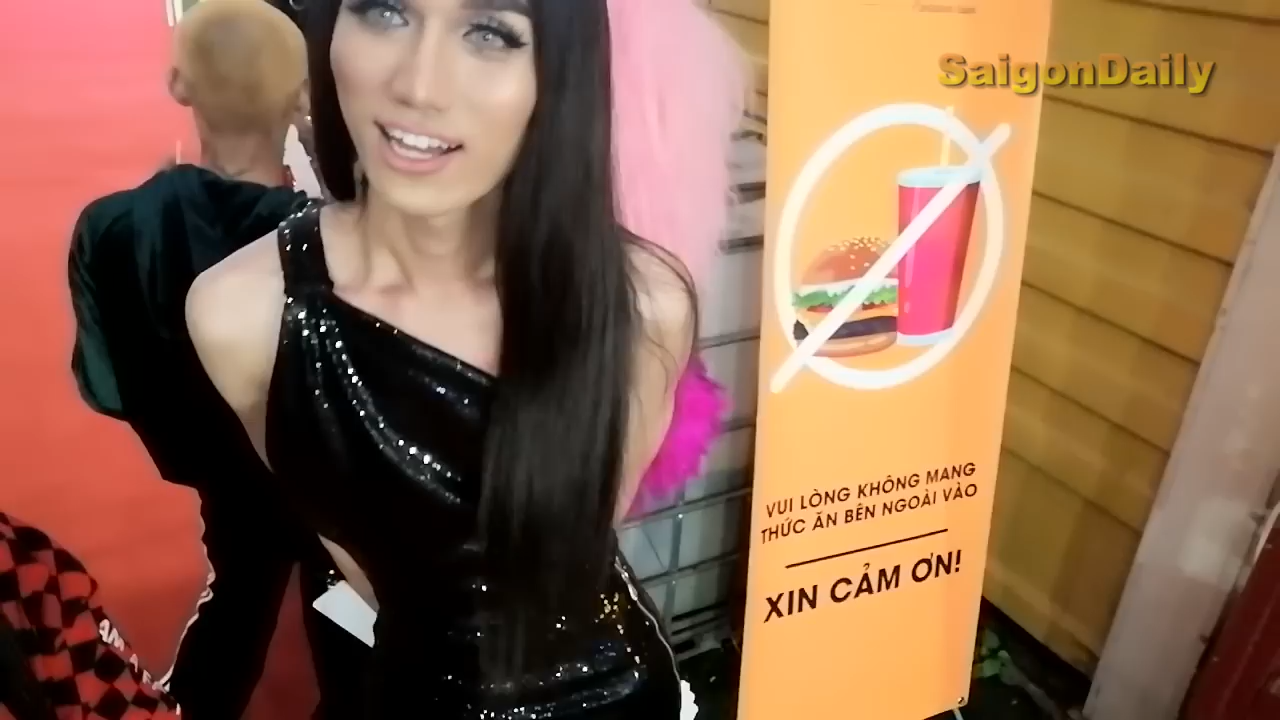 SaigonDaily
VUI LÒNG KHÔNG MANG
THỨC ĂN BÊN NGOÀI VÀO
XIN CẢM ƠN!